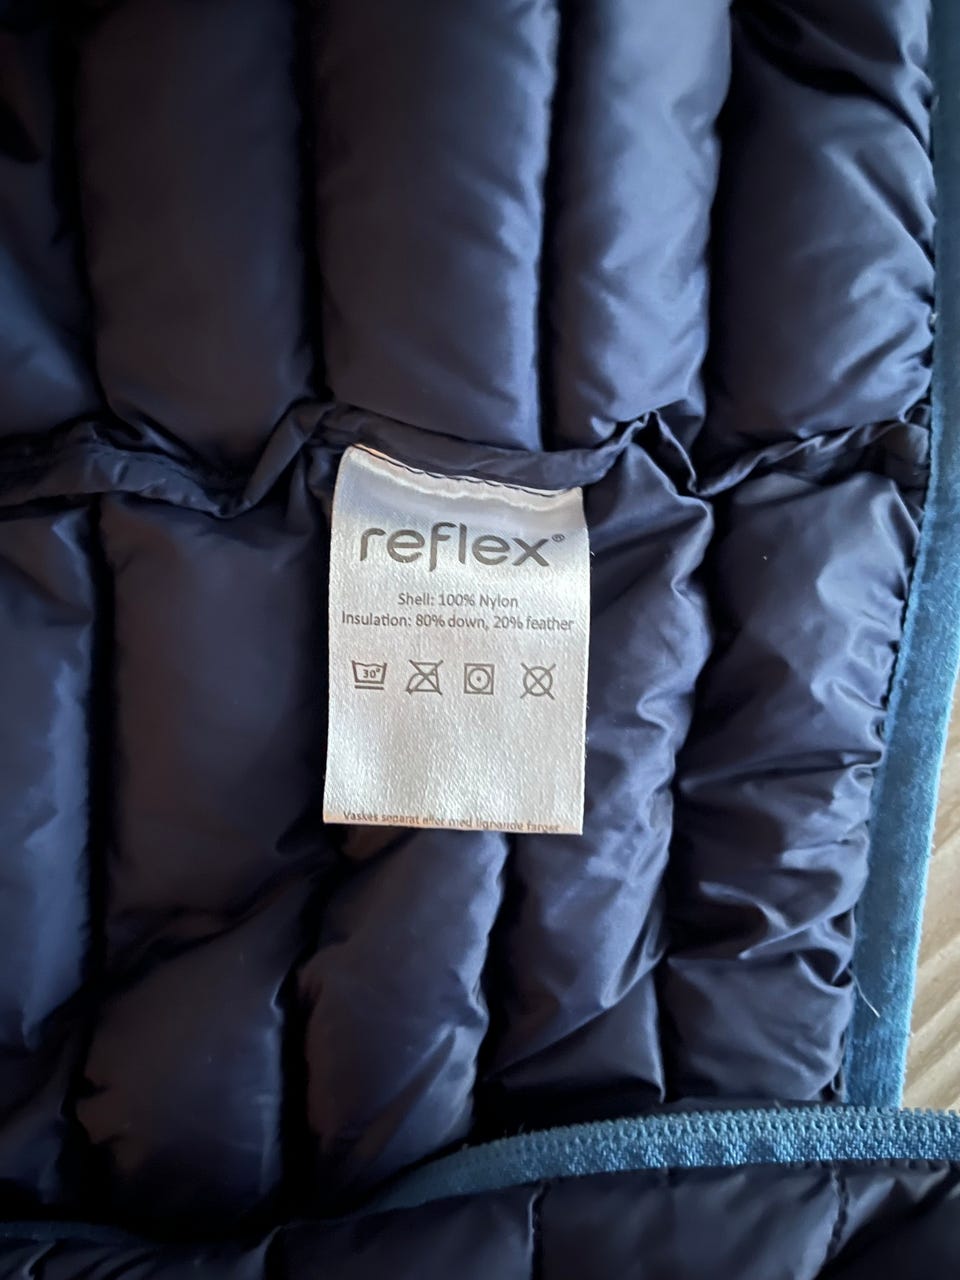 reflex®
Shell: 100% Nylon
Insulation: 80% down, 20% feather
30°
Vaskes separat eller med lignende farger